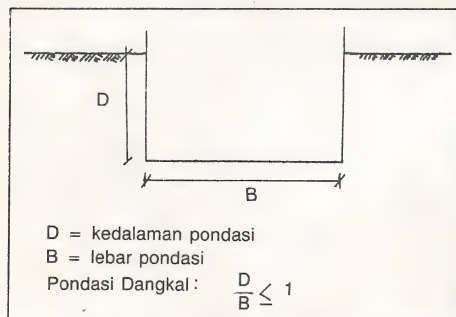 D
B
D = kedalaman pondasi
B = lebar pondasi
Pondasi Dangkal : D/B ≤ 1